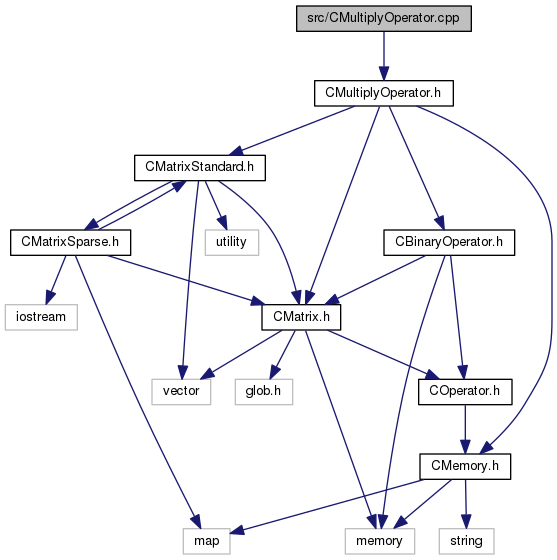 src/CMultiplyOperator.cpp
CMultiplyOperator.h
CMatrixStandard.h
CMatrixSparse.h
utility
CBinaryOperator.h
iostream
CMatrix.h
vector
glob.h
COperator.h
CMemory.h
map
memory
string